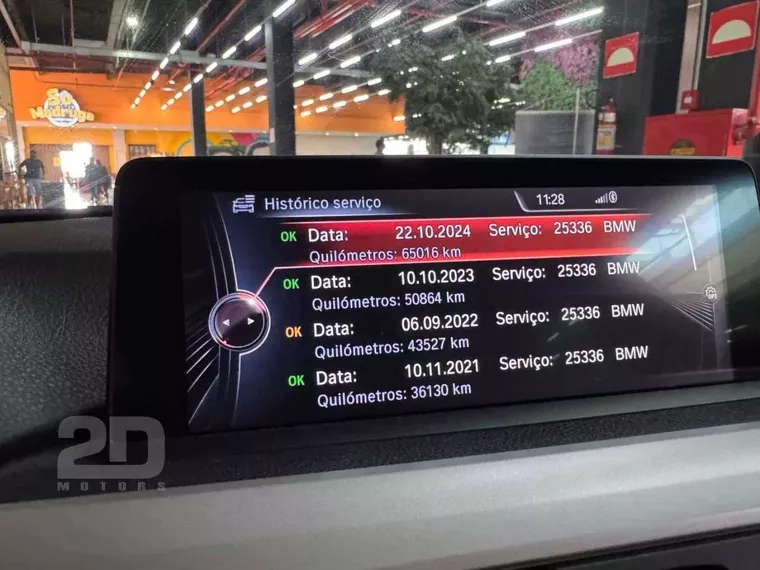 Só
Madruga
Histórico serviço
11:28
OK Data: 22.10.2024 Serviço: 25336 BMW
Quilómetros: 65016 km
OK Data: 10.10.2023 Serviço: 25336 BMW
Quilómetros: 50864 km
OK Data: 06.09.2022 Serviço: 25336 BMW
Quilómetros: 43527 km
OK Data: 10.11.2021 Serviço: 25336 BMW
Quilómetros: 36130 km
2D
MOTORS